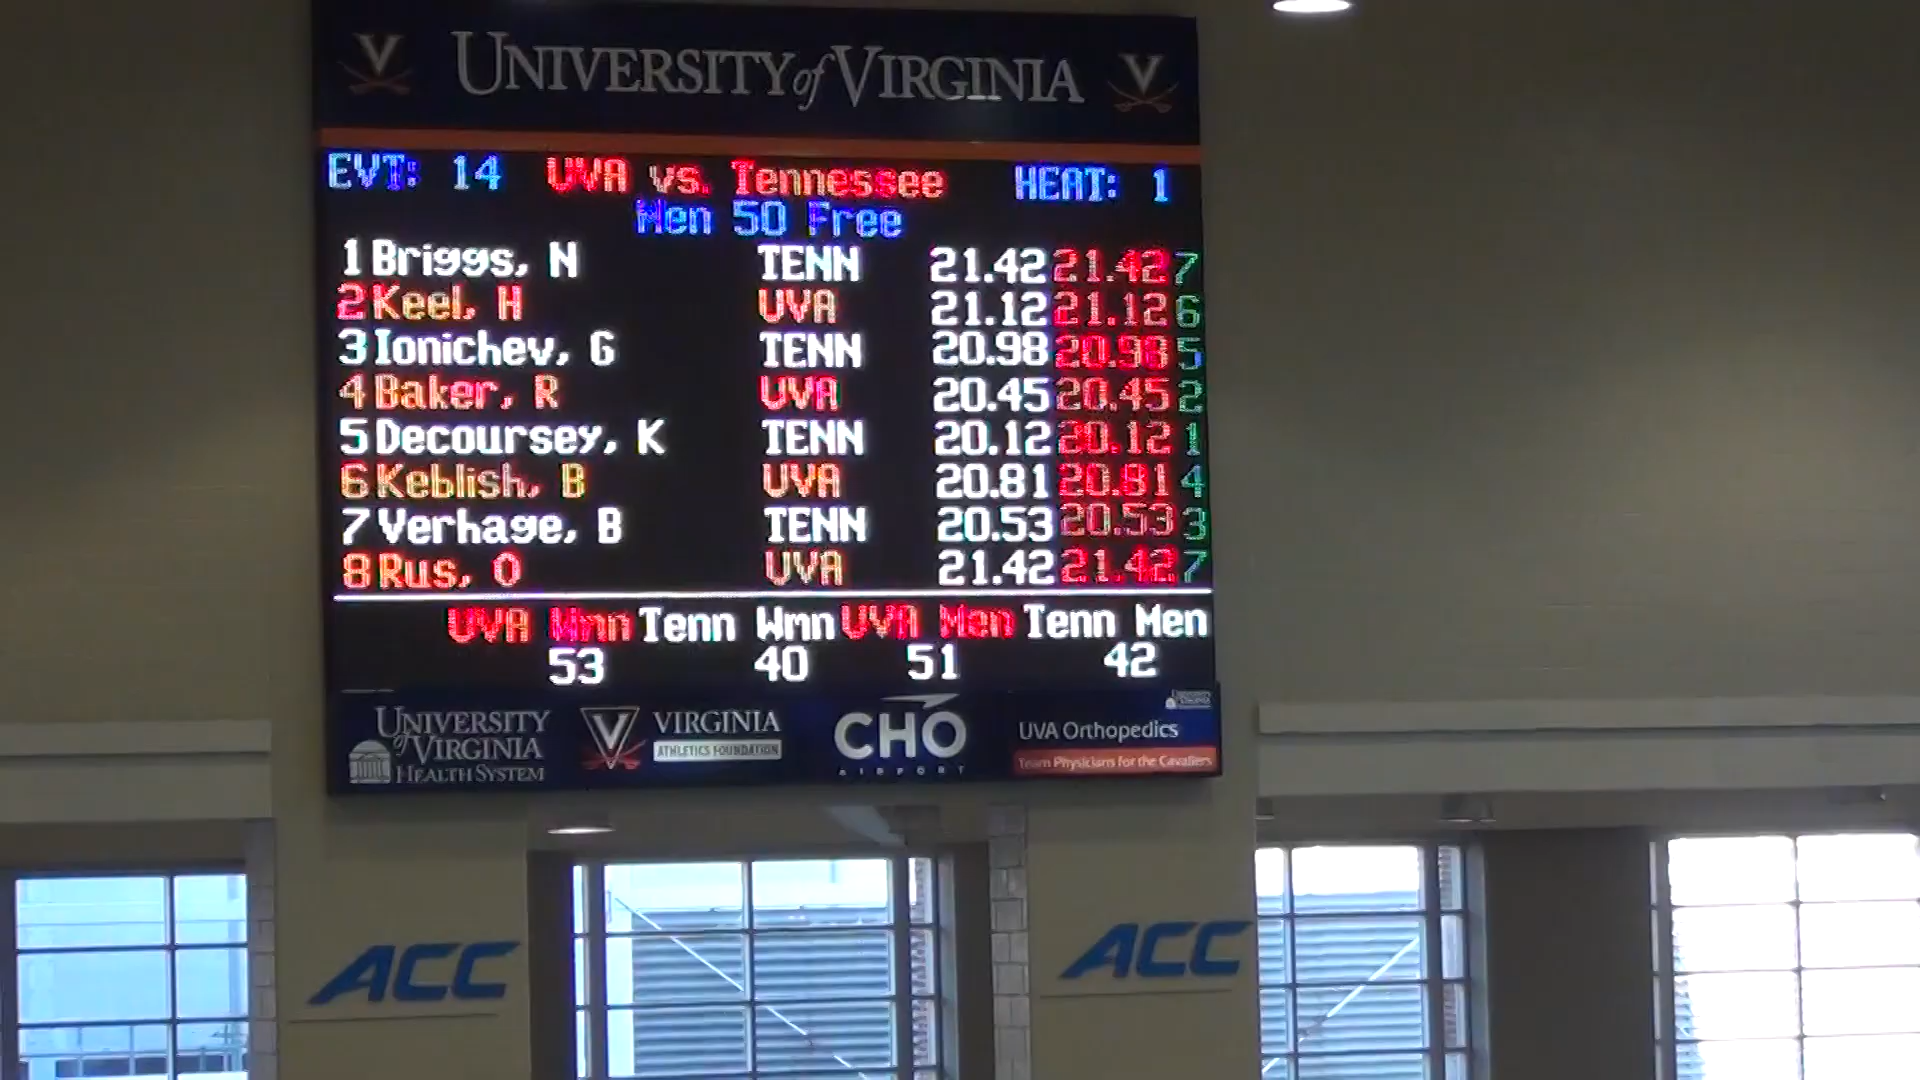 V UNIVERSITY of VIRGINIA V
EVT: 14 UVA vs. Tennessee HEAT: 1
Men 50 Free
1 Briggs, N TENN 21.42 21.42 7
2 Keel, H UVA 21.12 21.12 6
3 Ionichev, G TENN 20.98 20.98 5
4 Baker, R UVA 20.45 20.45 2
5 Decoursey, K TENN 20.12 20.12 1
6 Keblish, B UVA 20.81 20.81 4
7 Verhage, B TENN 20.53 20.53 3
8 Rus, O UVA 21.42 21.42 7
UVA Wmn Tenn Wmn UVA Men Tenn Men
53 40 51 42
UNIVERSITY
of VIRGINIA
HEALTH SYSTEM
V VIRGINIA
ATHLETICS FOUNDATION
CHO
AIRPORT
UVA Orthopedics
Team Physicians for the Cavaliers
ACC
ACC